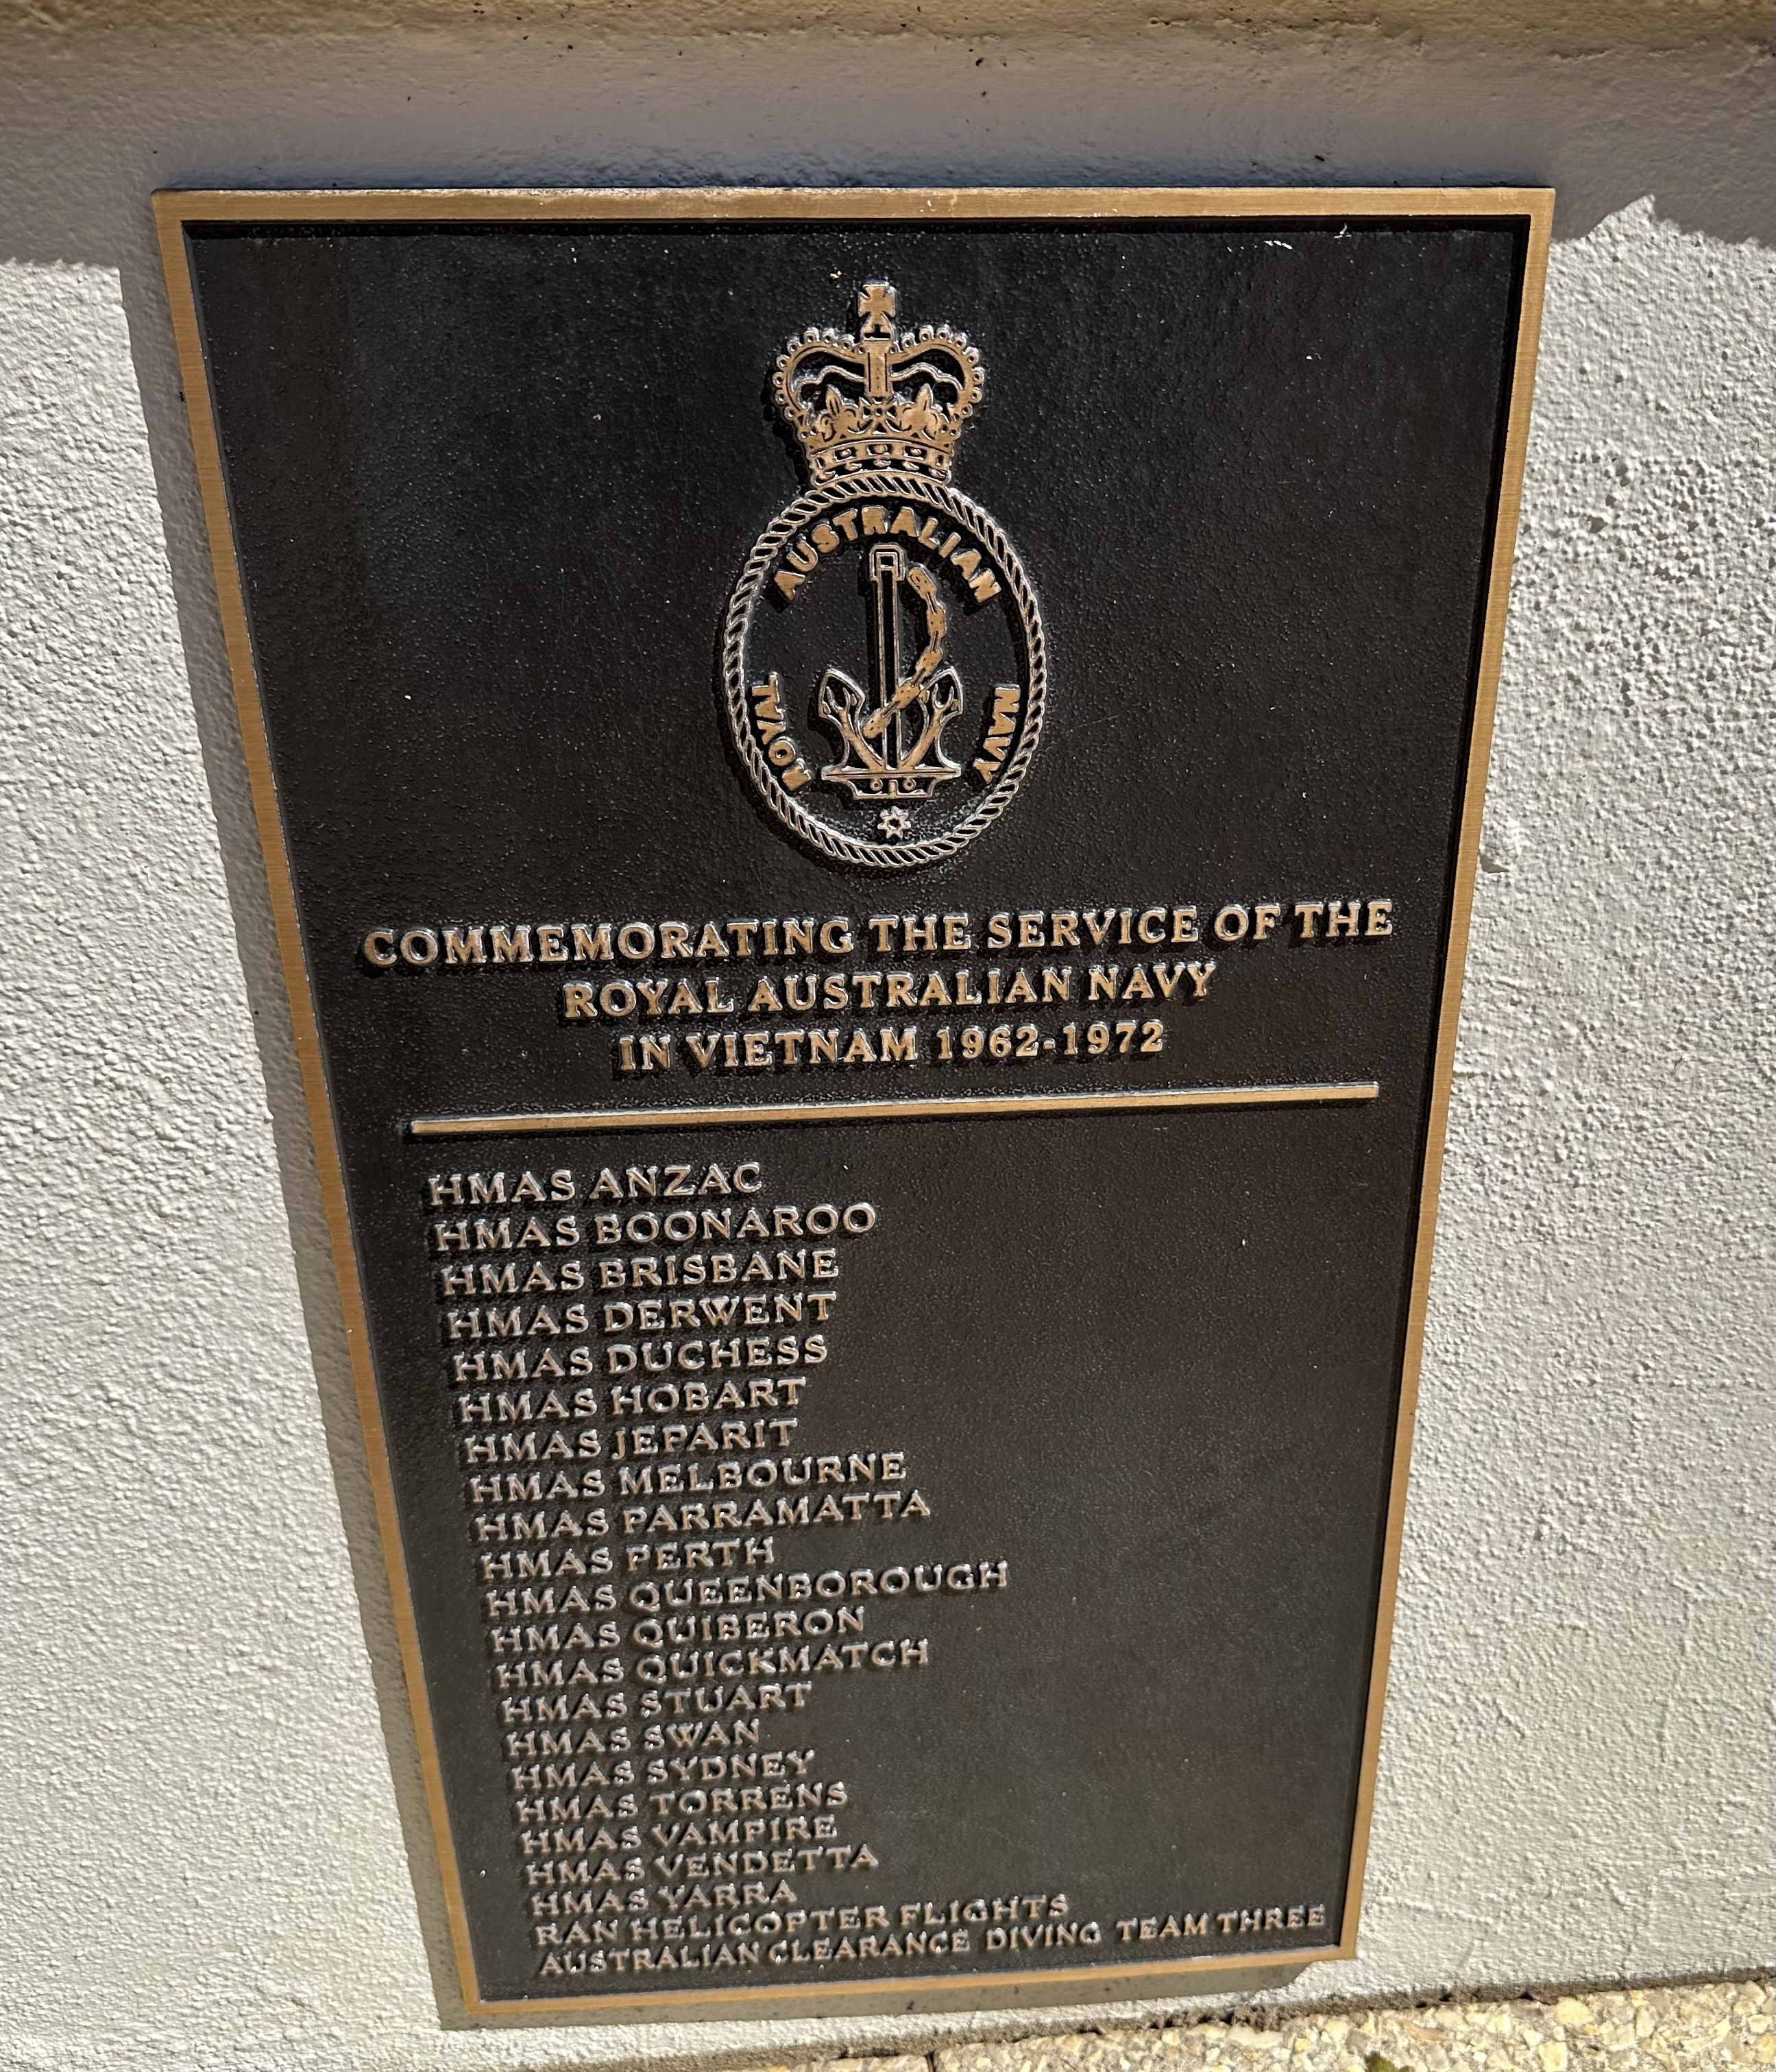 ROYAL AUSTRALIAN NAVY
COMMEMORATING THE SERVICE OF THE
ROYAL AUSTRALIAN NAVY
IN VIETNAM 1962-1972
HMAS ANZAC
HMAS BOONAROO
HMAS BRISBANE
HMAS DERWENT
HMAS DUCHESS
HMAS HOBART
HMAS JEPARIT
HMAS MELBOURNE
HMAS PARRAMATTA
HMAS PERTH
HMAS QUEENBOROUGH
HMAS QUIBERON
HMAS QUICKMATCH
HMAS STUART
HMAS SWAN
HMAS SYDNEY
HMAS TORRENS
HMAS VAMPIRE
HMAS VENDETTA
HMAS YARRA
RAN HELICOPTER FLIGHTS
AUSTRALIAN CLEARANCE DIVING TEAM THREE